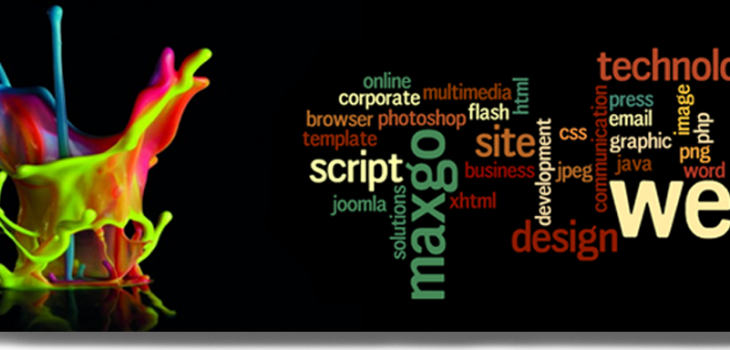 technolo
online
multimedia
html
corporate
press
image
browser
photoshop
flash
email
php
template
site
css
communication
graphic
script
business
development
jpeg
java
png
word
joomla
solutions
maxgo
xhtml
design
we